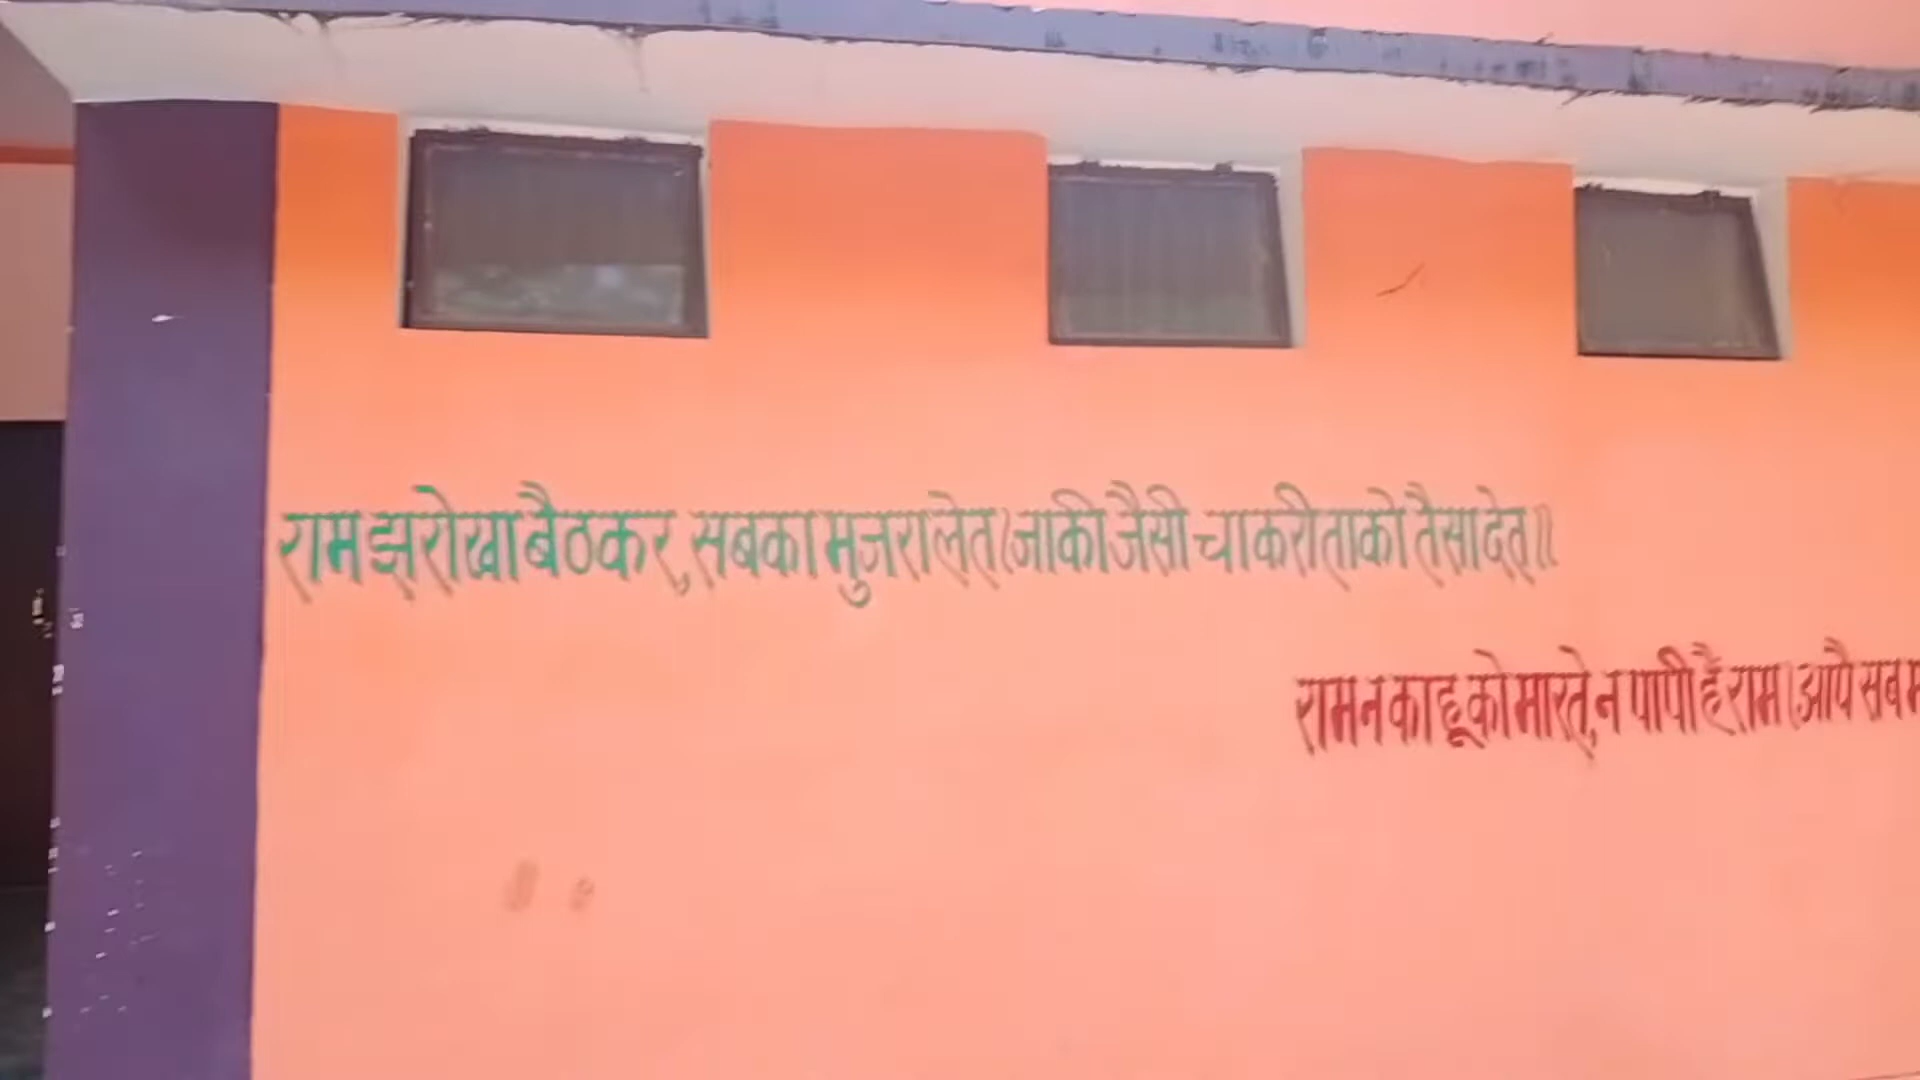 राम झरोखा बैठकर, सबका मुजरा लेत। जाकी जैसी चाकरी ताको तैसा देत॥
राम न काहू को मारते, न पापी हैं राम। आपै सब म